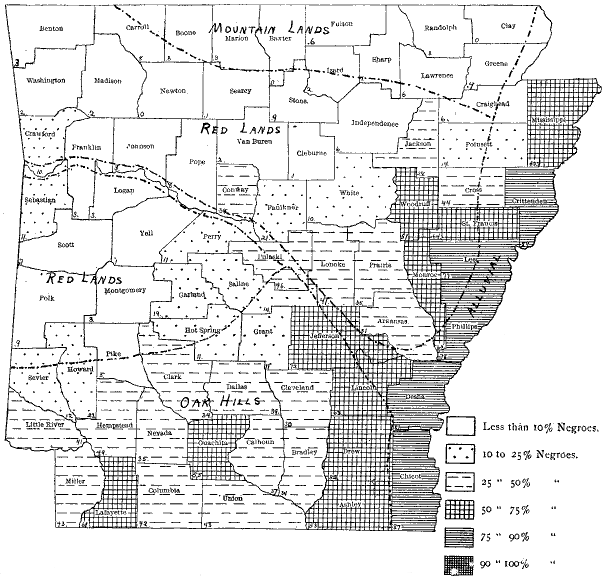 Benton
Carroll
Boone
Marion
Baxter
Fulton
Randolph
Clay
MOUNTAIN LANDS
Izard
Sharp
Lawrence
Greene
Washington
Madison
Newton
Searcy
Stone
Independence
Craighead
Mississippi
RED LANDS
Crawford
Franklin
Jonnson
Pope
Van Buren
Cleburne
Jackson
Poinsett
Sebastian
Logan
Conway
Faulkner
White
Woodruff
Cross
Crittenden
St. Francis
Scott
Yell
Perry
Pulaski
Lonoke
Prairie
Monroe
Lee
RED LANDS
Polk
Montgomery
Garland
Saline
Hot Spring
Grant
Jefferson
Arkansas
Phillips
ALLUVIAL
Sevier
Howard
Pike
Clark
Dallas
Cleveland
Lincoln
Desha
OAK HILLS
Little River
Hempstead
Nevada
Ouachita
Calhoun
Bradley
Drew
Chicot
Miller
Lafayette
Columbia
Union
Ashley
Less than 10% Negroes.
10 to 25% Negroes.
25 " 50% "
50 " 75% "
75 " 90% "
90 " 100% "